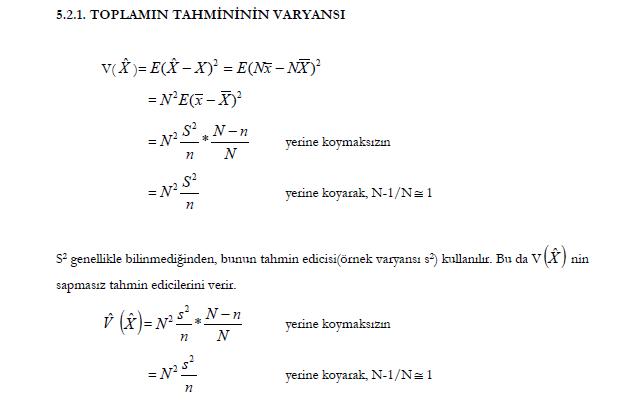 5.2.1. TOPLAMIN TAHMİNİNİN VARYANSI
V(X̂)= E(X̂ − X)² = E(Nx̄ − NX̄)²
= N²E(x̄ − X̄)²
= N² S²/n * N − n/N yerine koymaksızın
= N² S²/n yerine koyarak, N-1/N ≅ 1
S² genellikle bilinmediğinden, bunun tahmin edicisi(örnek varyansı s²) kullanılır. Bu da V(X̂) nin
sapmasız tahmin edicilerini verir.
V̂ (X̂)= N² s²/n * N − n/N yerine koymaksızın
= N² s²/n yerine koyarak, N-1/N ≅ 1